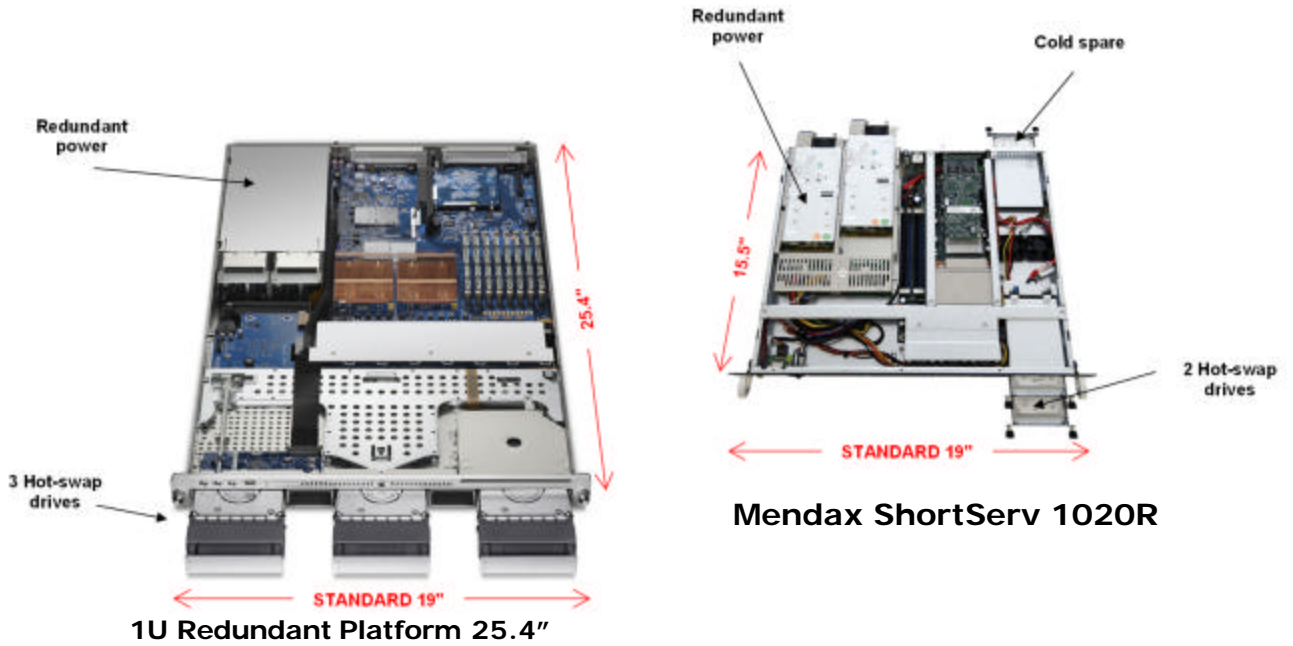 Redundant
power
25.4"
3 Hot-swap
drives
STANDARD 19"
1U Redundant Platform 25.4”
Redundant
power
Cold spare
15.5"
2 Hot-swap
drives
STANDARD 19"
Mendax ShortServ 1020R